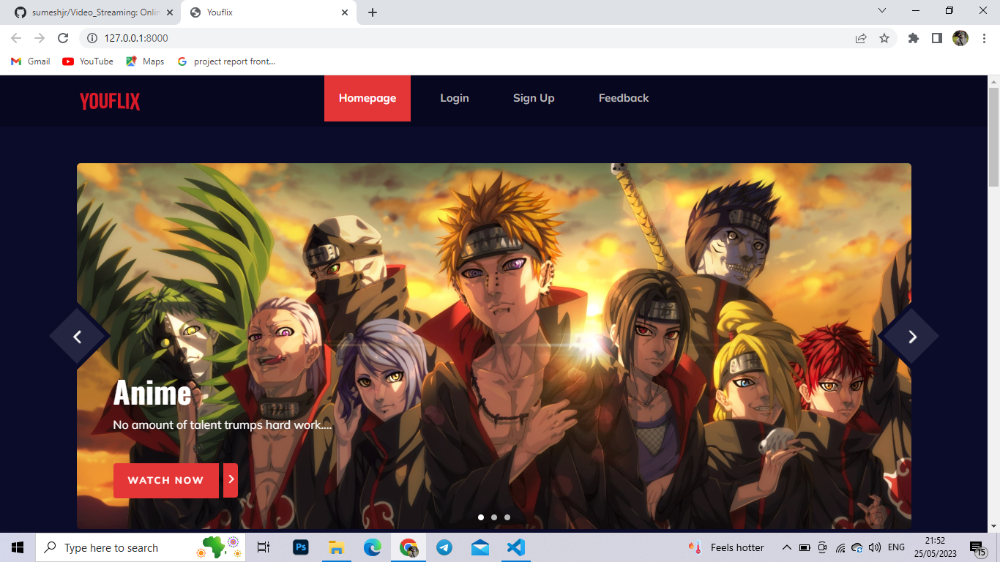 sumeshjr/Video_Streaming: Onlin
Youflix
127.0.0.1:8000
Gmail
YouTube
Maps
project report front...
YOUFLIX
Homepage
Login
Sign Up
Feedback
Anime
No amount of talent trumps hard work....
WATCH NOW
Type here to search
Ps
Feels hotter
ENG
21:52
25/05/2023
15